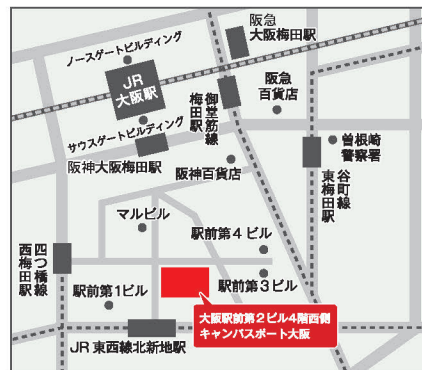 阪急
大阪梅田駅
ノースゲートビルディング
JR
大阪駅
御堂筋線
梅田駅
阪急
百貨店
サウスゲートビルディング
阪神大阪梅田駅
曽根崎
警察署
阪神百貨店
谷町線
東梅田駅
マルビル
駅前第4ビル
四つ橋線
西梅田駅
駅前第1ビル
駅前第3ビル
大阪駅前第2ビル4階西側
キャンパスポート大阪
JR東西線北新地駅